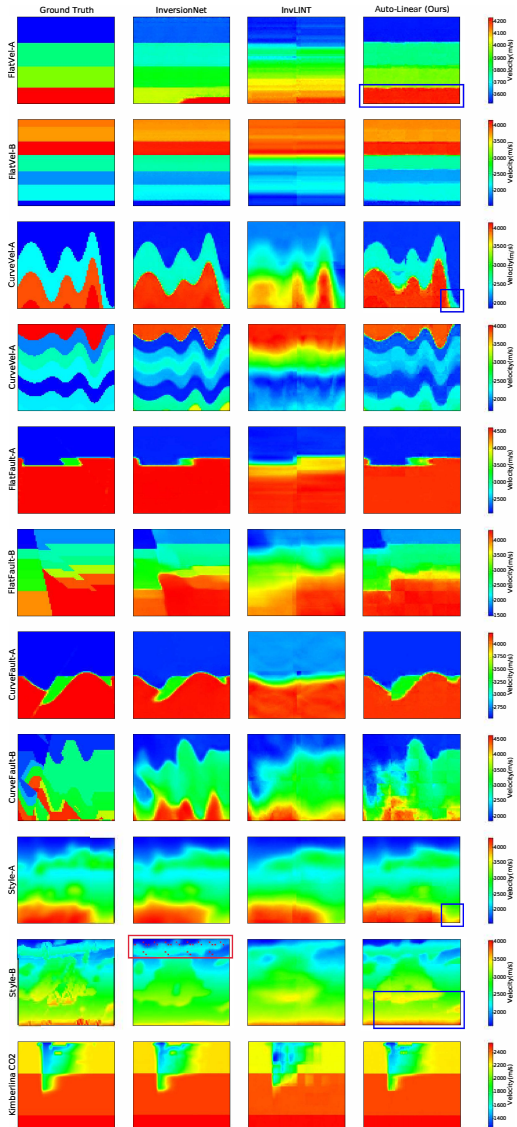 Ground Truth InversionNet InvLINT Auto-Linear (Ours)
FlatVel-A
4200
4100
4000
3900
3800
3700
3600
Velocity(m/s)
FlatVel-B
4000
3500
3000
2500
2000
Velocity(m/s)
CurveVel-A
4000
3500
3000
2500
2000
Velocity(m/s)
CurveVel-A
4000
3500
3000
2500
2000
Velocity(m/s)
FlatFault-A
4500
4000
3500
3000
2500
Velocity(m/s)
FlatFault-B
4000
3500
3000
2500
2000
1500
Velocity(m/s)
CurveFault-A
4250
4000
3750
3500
3250
3000
2750
Velocity(m/s)
CurveFault-B
4500
4000
3500
3000
2500
2000
Velocity(m/s)
Style-A
4000
3500
3000
2500
2000
Velocity(m/s)
Style-B
4000
3500
3000
2500
2000
Velocity(m/s)
Kimberlina CO2
2400
2200
2000
1800
1600
1400
Velocity(m/s)